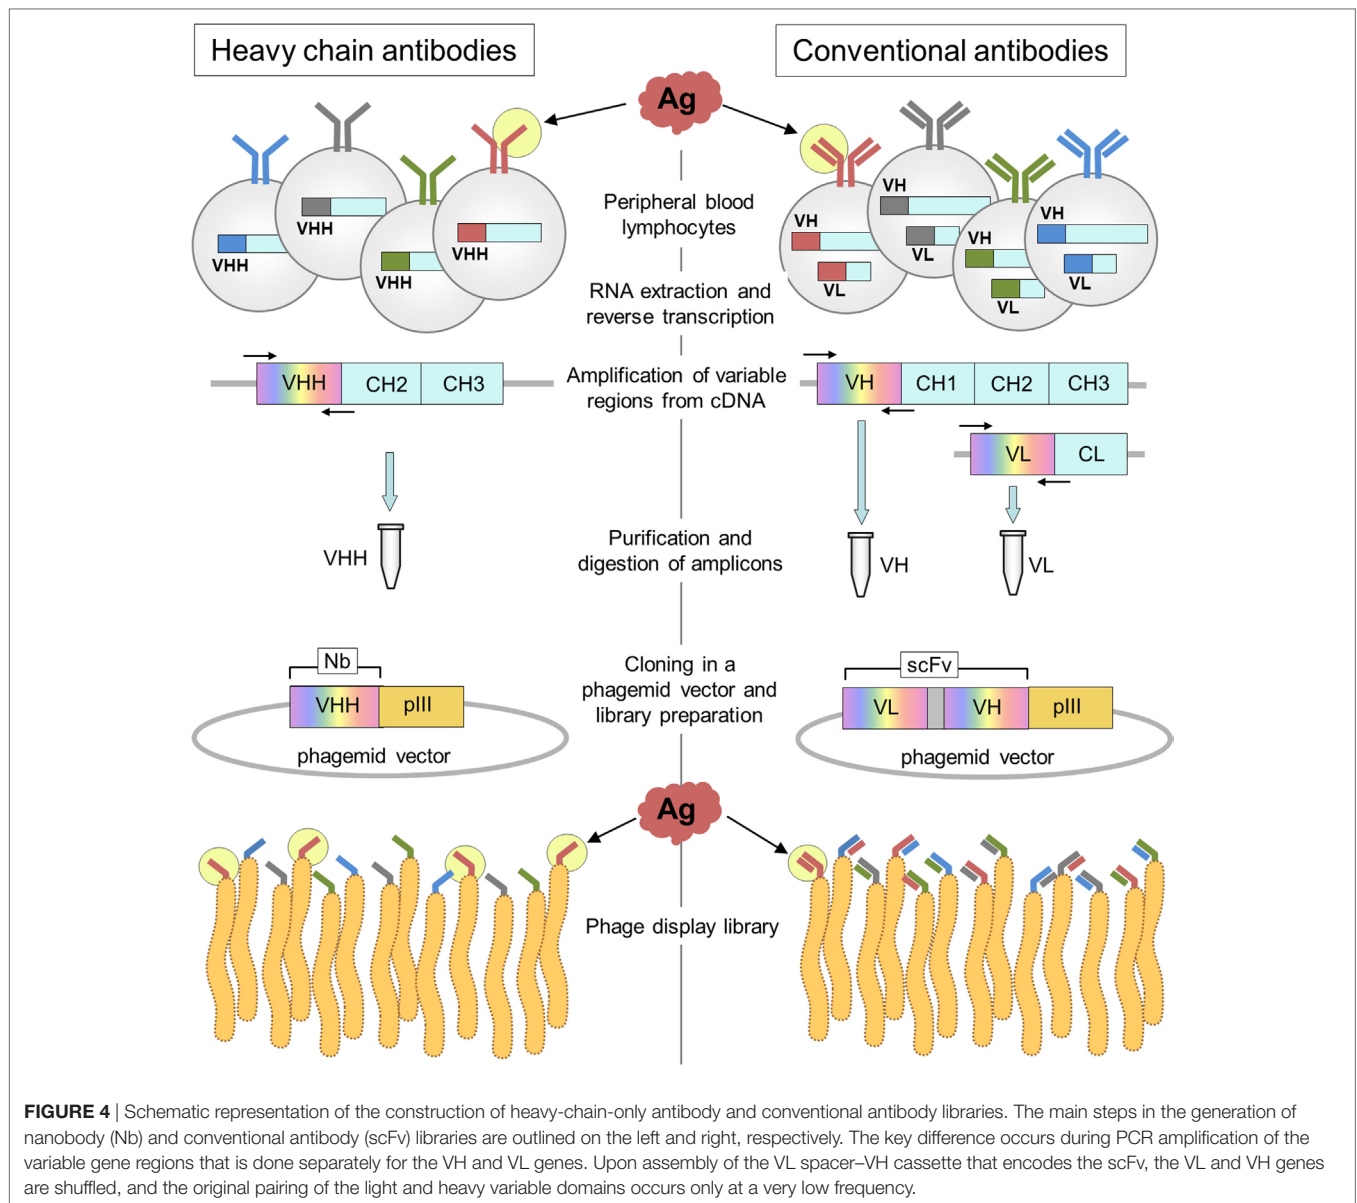 Heavy chain antibodies
Conventional antibodies
Ag
Peripheral blood
lymphocytes
VHH
VHH
VHH
VHH
VH
VL
VH
VL
VH
VL
VH
VL
RNA extraction and
reverse transcription
VHH CH2 CH3
Amplification of variable
regions from cDNA
VH CH1 CH2 CH3
VL CL
Purification and
digestion of amplicons
VHH
VH
VL
Cloning in a
phagemid vector and
library preparation
Nb
VHH pIII
phagemid vector
scFv
VL VH pIII
phagemid vector
Ag
Phage display library
FIGURE 4 | Schematic representation of the construction of heavy-chain-only antibody and conventional antibody libraries. The main steps in the generation of
nanobody (Nb) and conventional antibody (scFv) libraries are outlined on the left and right, respectively. The key difference occurs during PCR amplification of the
variable gene regions that is done separately for the VH and VL genes. Upon assembly of the VL spacer–VH cassette that encodes the scFv, the VL and VH genes
are shuffled, and the original pairing of the light and heavy variable domains occurs only at a very low frequency.